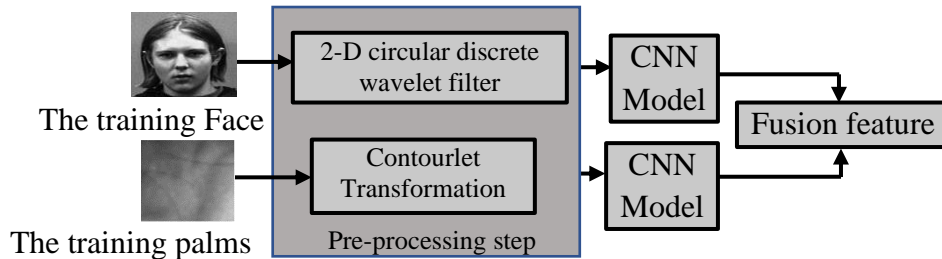 2-D circular discrete
wavelet filter
CNN
Model
The training Face
Fusion feature
Contourlet
Transformation
CNN
Model
The training palms
Pre-processing step